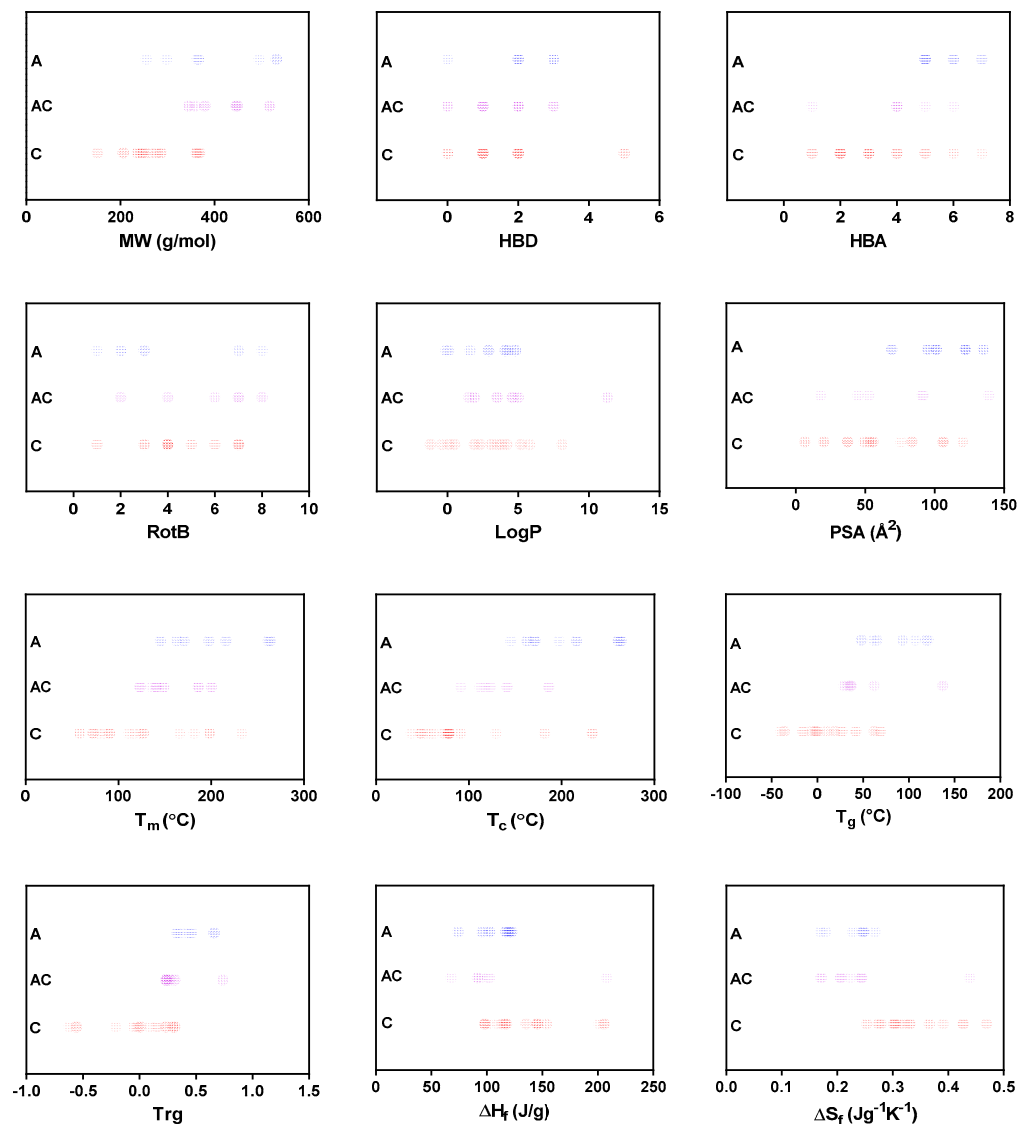 A
AC
C
0 200 400 600
MW (g/mol)
A
AC
C
0 2 4 6
HBD
A
AC
C
0 2 4 6 8
HBA
A
AC
C
0 2 4 6 8 10
RotB
A
AC
C
0 5 10 15
LogP
A
AC
C
0 50 100 150
PSA (Å²)
A
AC
C
0 100 200 300
Tₘ (°C)
A
AC
C
0 100 200 300
T꜀ (°C)
A
AC
C
-100 -50 0 50 100 150 200
Tg (°C)
A
AC
C
-1.0 -0.5 0.0 0.5 1.0 1.5
Trg
A
AC
C
0 50 100 150 200 250
ΔHf (J/g)
A
AC
C
0.0 0.1 0.2 0.3 0.4 0.5
ΔSf (Jg⁻¹K⁻¹)